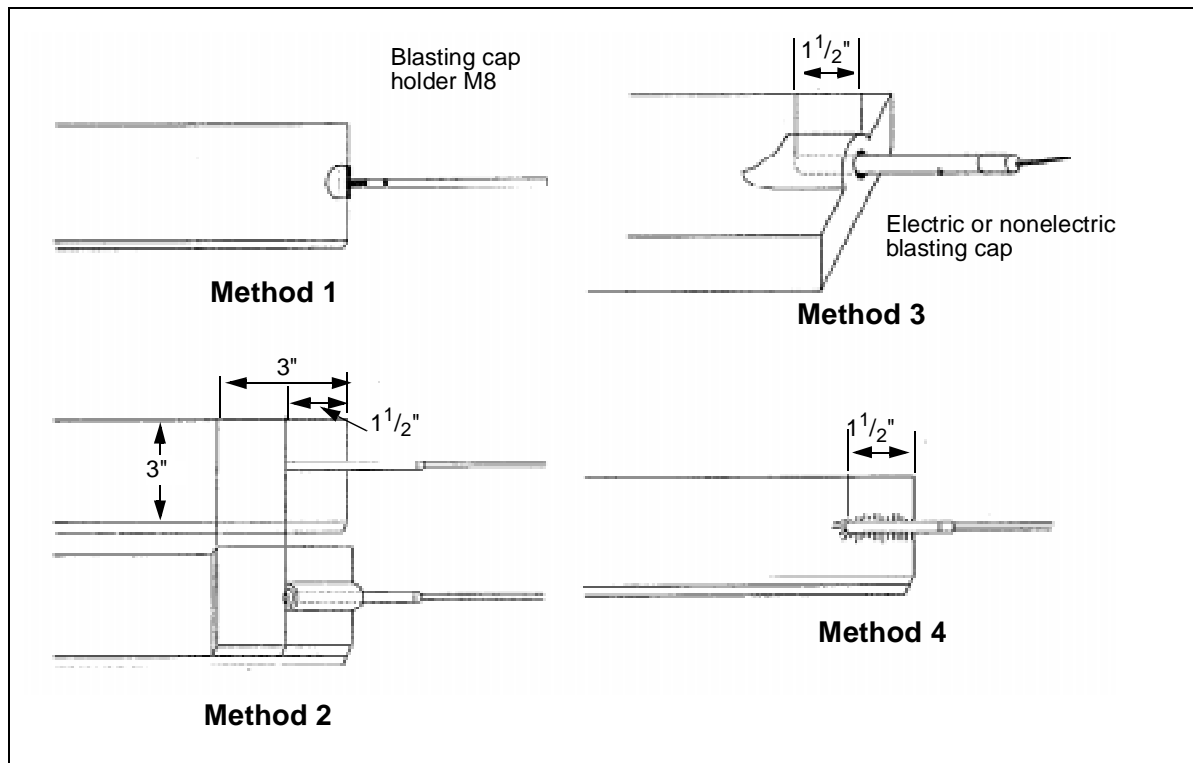 Blasting cap
holder M8
Method 1
1 1/2"
Electric or nonelectric
blasting cap
Method 3
3"
1 1/2"
3"
Method 2
1 1/2"
Method 4